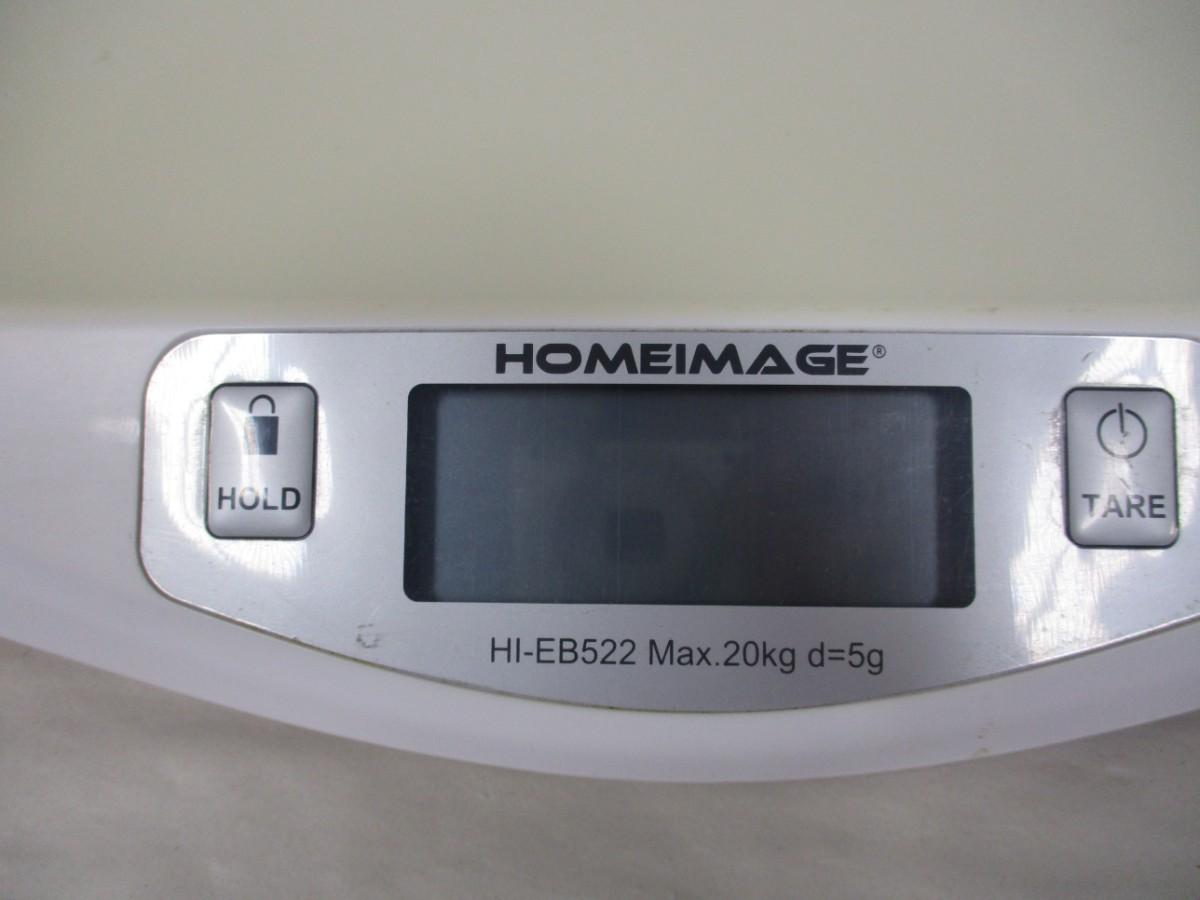 HOMEIMAGE®
HOLD
TARE
HI-EB522 Max.20kg d=5g